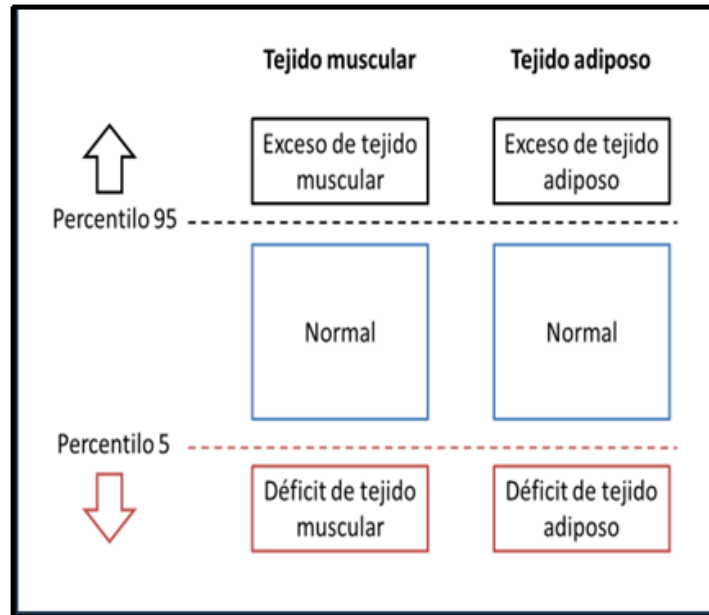 Tejido muscular
Tejido adiposo
Exceso de tejido
muscular
Exceso de tejido
adiposo
Percentilo 95
Normal
Normal
Percentilo 5
Déficit de tejido
muscular
Déficit de tejido
adiposo